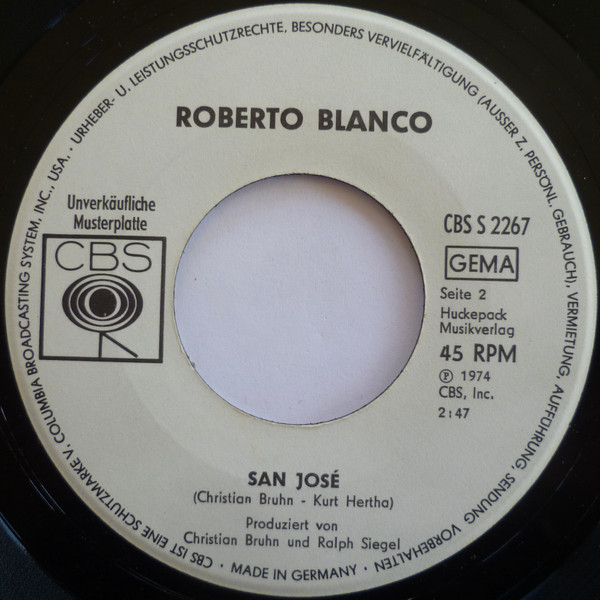 URHEBER- U. LEISTUNGSSCHUTZRECHTE, BESONDERS VERVIELFÄLTIGUNG (AUSSER Z. PERSÖNL. GEBRAUCH), VERMIETUNG, AUFFÜHRUNG, SENDUNG VORBEHALTEN
ROBERTO BLANCO
Unverkäufliche
Musterplatte
CBS
CBS S 2267
GEMA
Seite 2
Huckepack
Musikverlag
45 RPM
℗ 1974
CBS, Inc.
2:47
SAN JOSÉ
(Christian Bruhn - Kurt Hertha)
Produziert von
Christian Bruhn und Ralph Siegel
· MADE IN GERMANY ·
CBS IST EINE SCHUTZMARKE V. COLUMBIA BROADCASTING SYSTEM, INC., USA. ·